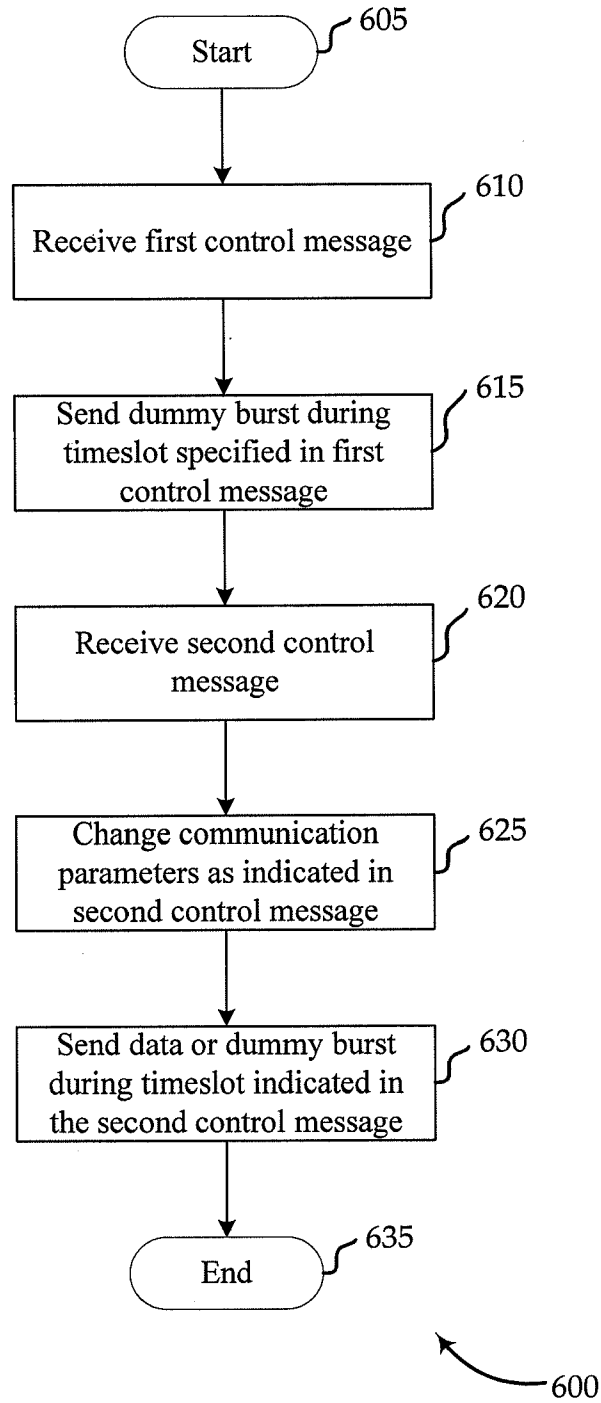 605
Start
610
Receive first control message
615
Send dummy burst during
timeslot specified in first
control message
620
Receive second control
message
625
Change communication
parameters as indicated in
second control message
630
Send data or dummy burst
during timeslot indicated in
the second control message
635
End
600